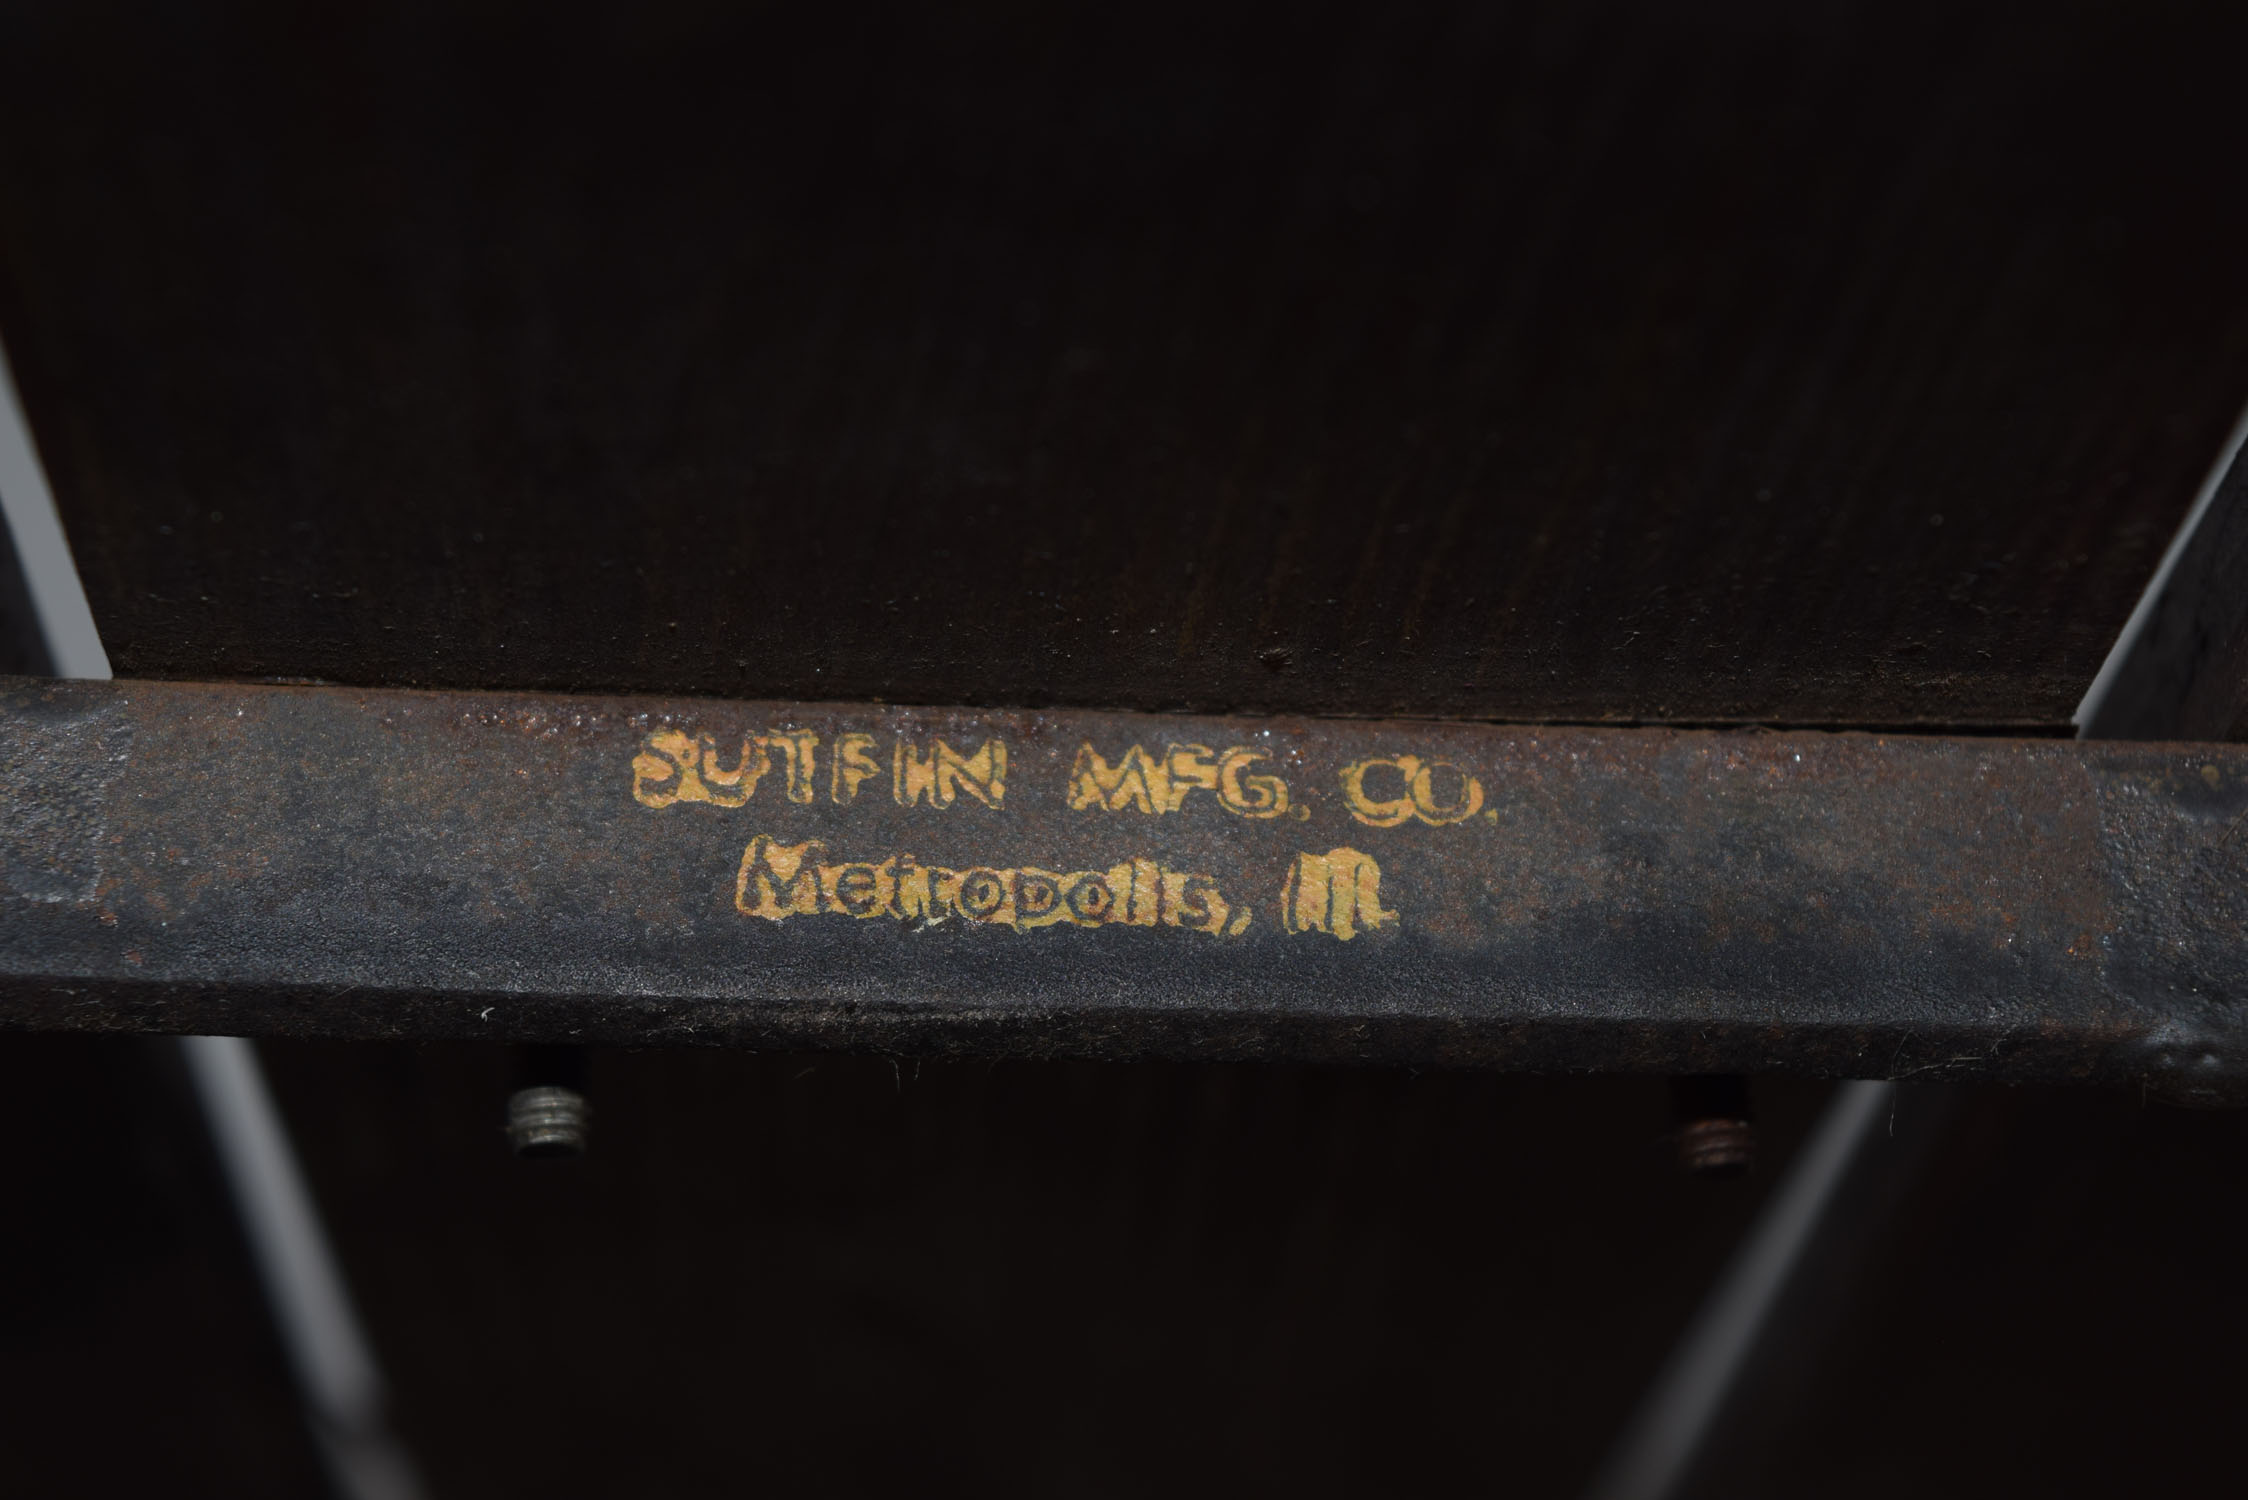 SUTFIN MFG. CO.
Metropolis, Ill.